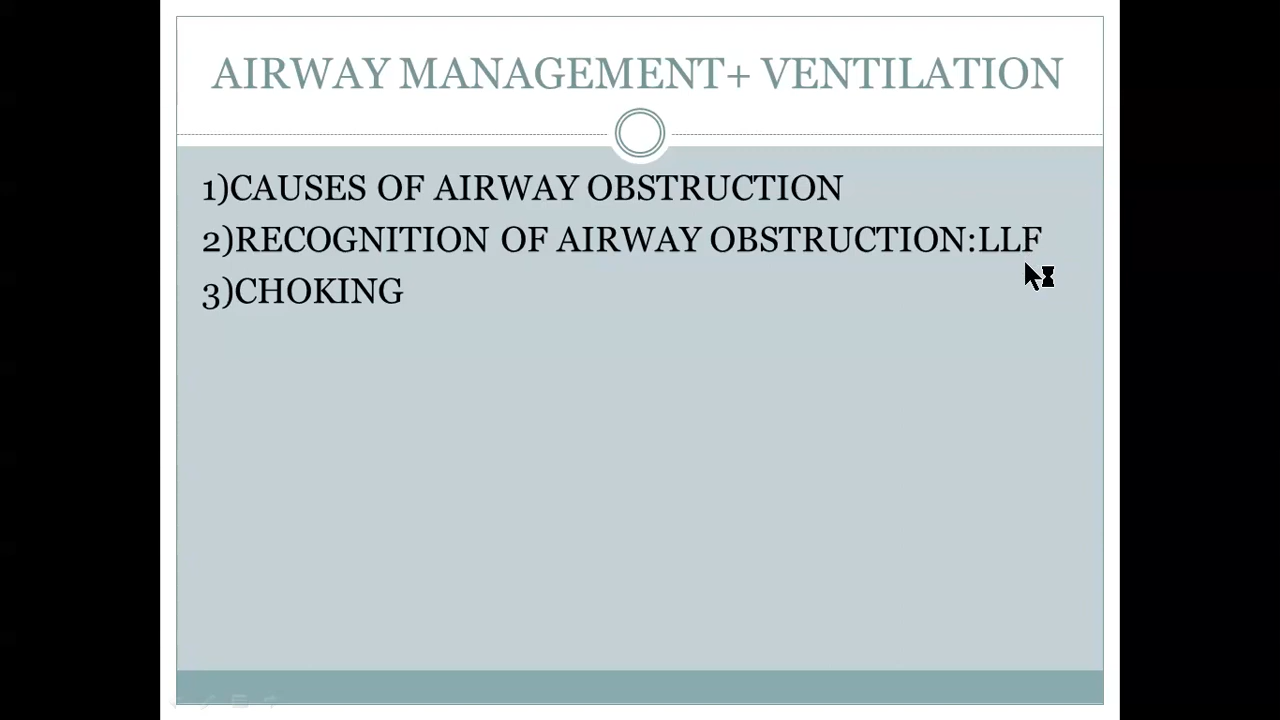 AIRWAY MANAGEMENT+ VENTILATION
1)CAUSES OF AIRWAY OBSTRUCTION
2)RECOGNITION OF AIRWAY OBSTRUCTION:LLF
3)CHOKING